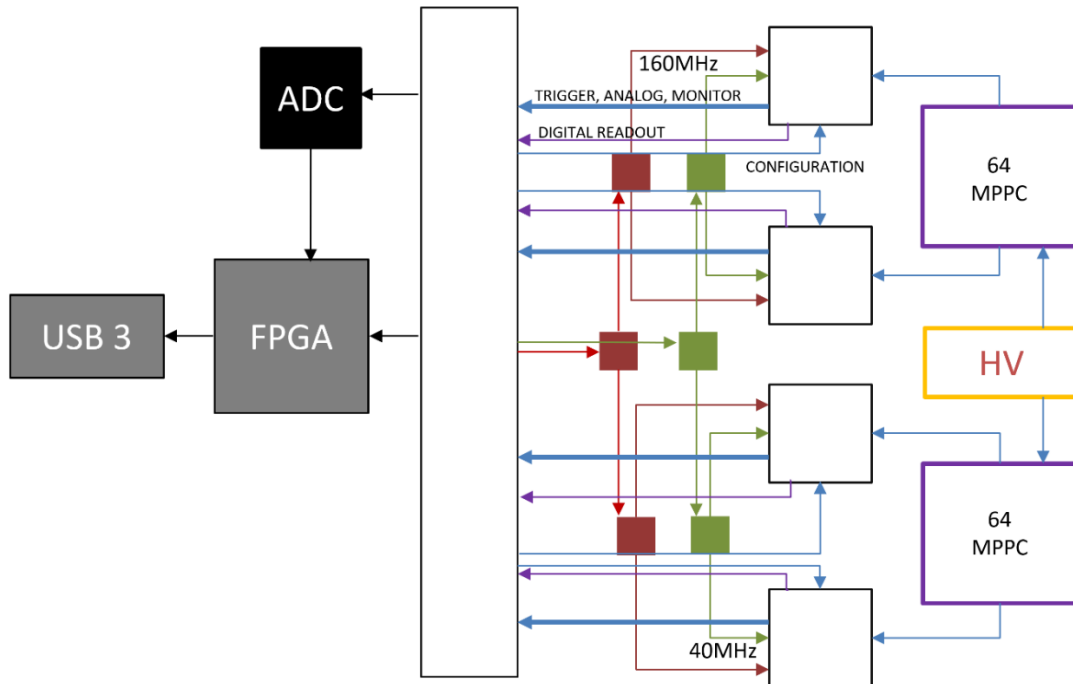 160MHz
ADC
TRIGGER, ANALOG, MONITOR
DIGITAL READOUT
CONFIGURATION
64
MPPC
USB 3
FPGA
HV
64
MPPC
40MHz